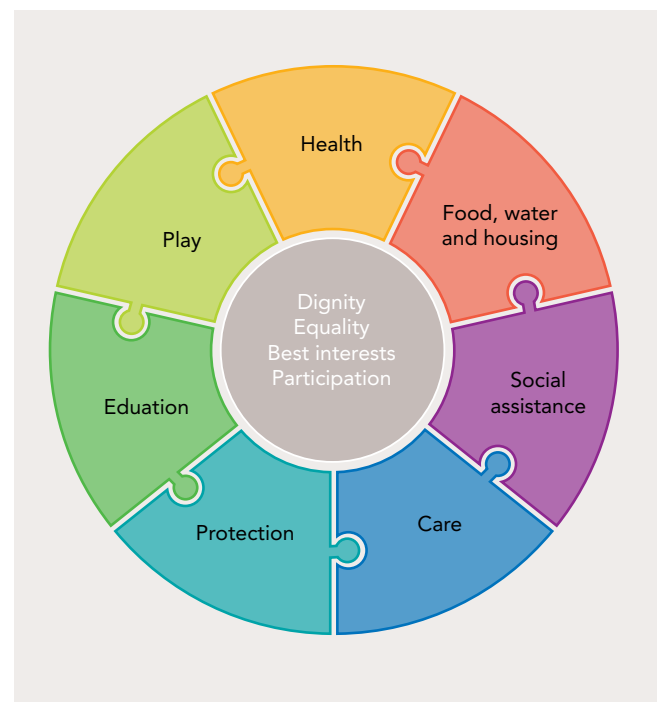 Health
Food, water
and housing
Social
assistance
Care
Protection
Eduation
Play
Dignity
Equality
Best interests
Participation